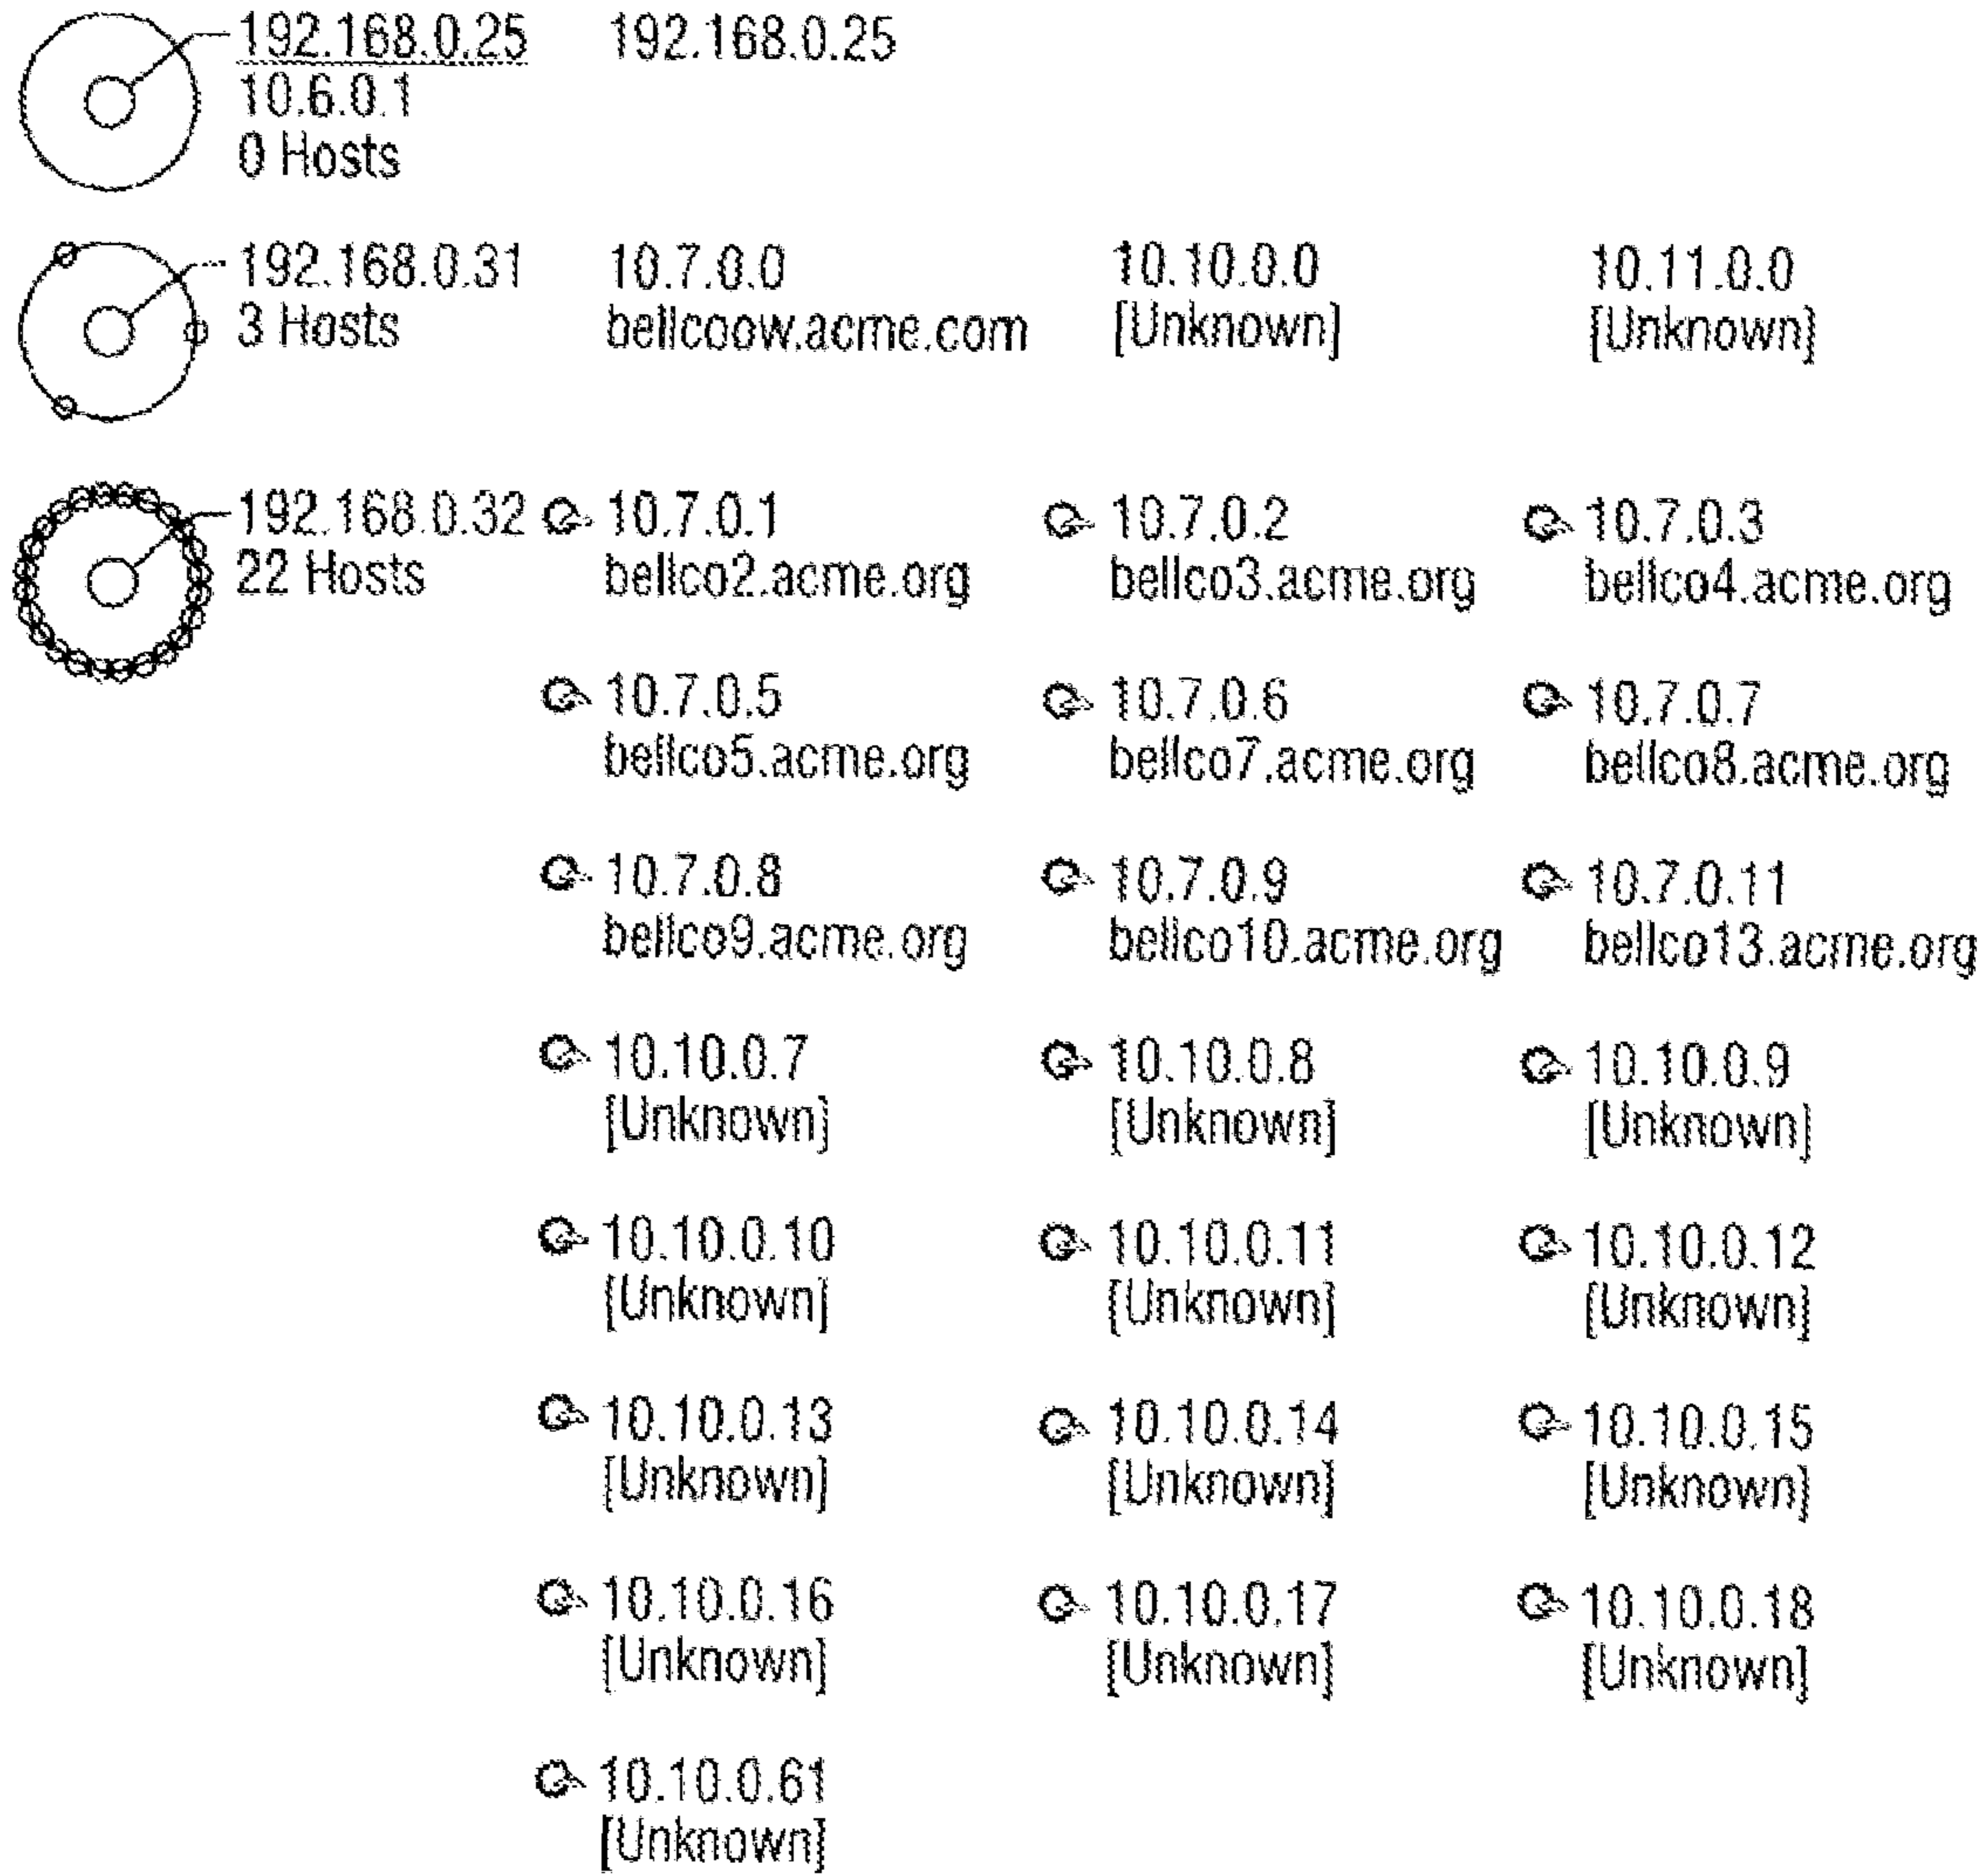 192.168.0.25 192.168.0.25
10.6.0.1
0 Hosts
192.168.0.31 10.7.0.0 10.10.0.0 10.11.0.0
3 Hosts bellcoow.acme.com [Unknown] [Unknown]
192.168.0.32 10.7.0.1 10.7.0.2 10.7.0.3
22 Hosts bellco2.acme.org bellco3.acme.org bellco4.acme.org
10.7.0.5 10.7.0.6 10.7.0.7
bellco5.acme.org bellco7.acme.org bellco8.acme.org
10.7.0.8 10.7.0.9 10.7.0.11
bellco9.acme.org bellco10.acme.org bellco13.acme.org
10.10.0.7 10.10.0.8 10.10.0.9
[Unknown] [Unknown] [Unknown]
10.10.0.10 10.10.0.11 10.10.0.12
[Unknown] [Unknown] [Unknown]
10.10.0.13 10.10.0.14 10.10.0.15
[Unknown] [Unknown] [Unknown]
10.10.0.16 10.10.0.17 10.10.0.18
[Unknown] [Unknown] [Unknown]
10.10.0.61
[Unknown]